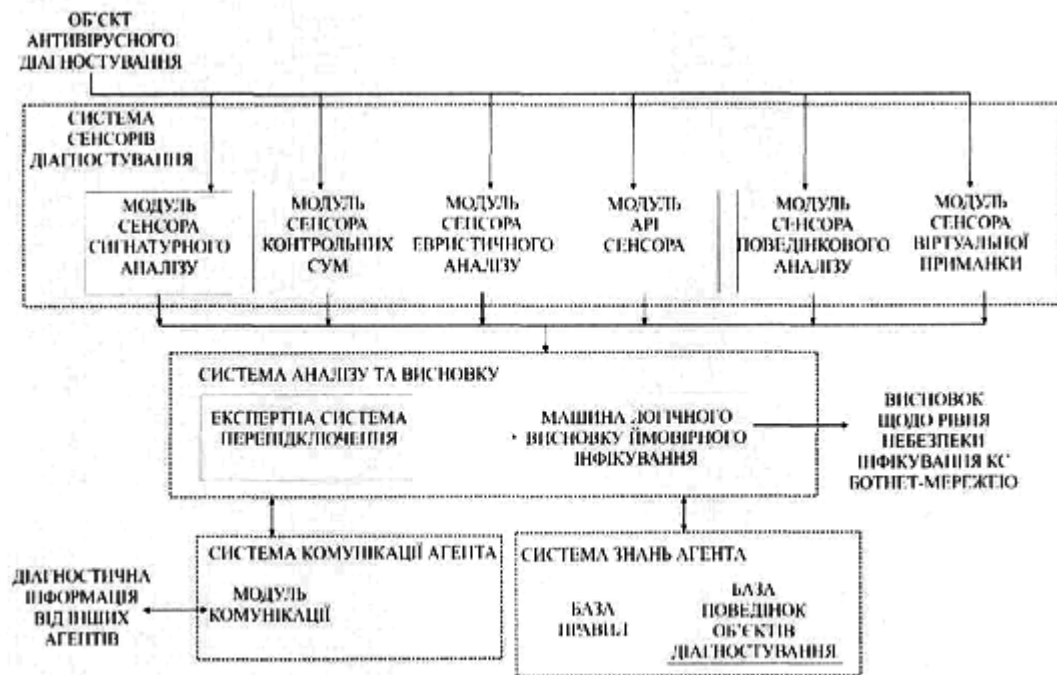 ОБ'ЄКТ
АНТИВІРУСНОГО
ДІАГНОСТУВАННЯ
СИСТЕМА
СЕНСОРІВ
ДІАГНОСТУВАННЯ
МОДУЛЬ
СЕНСОРА
СИГНАТУРНОГО
АНАЛІЗУ
МОДУЛЬ
СЕНСОРА
КОНТРОЛЬНИХ
СУМ
МОДУЛЬ
СЕНСОРА
ЕВРИСТИЧНОГО
АНАЛІЗУ
МОДУЛЬ
АРІ
СЕНСОРА
МОДУЛЬ
СЕНСОРА
ПОВЕДІНКОВОГО
АНАЛІЗУ
МОДУЛЬ
СЕНСОРА
ВІРТУАЛЬНОЇ
ПРИМАНКИ
СИСТЕМА АНАЛІЗУ ТА ВИСНОВКУ
ЕКСПЕРТНА СИСТЕМА
ПЕРЕПІДКЛЮЧЕННЯ
МАШИНА ЛОГІЧНОГО
ВИСНОВКУ ЙМОВІРНОГО
ІНФІКУВАННЯ
ВИСНОВОК
ЩОДО РІВНЯ
НЕБЕЗПЕКИ
ІНФІКУВАННЯ КС
БОТНЕТ-МЕРЕЖЕЮ
СИСТЕМА КОМУНІКАЦІЇ АГЕНТА
МОДУЛЬ
КОМУНІКАЦІЇ
ДІАГНОСТИЧНА
ІНФОРМАЦІЯ
ВІД ІНШИХ
АГЕНТІВ
СИСТЕМА ЗНАНЬ АГЕНТА
БАЗА
ПРАВИЛ
БАЗА
ПОВЕДІНОК
ОБ'ЄКТІВ
ДІАГНОСТУВАННЯ